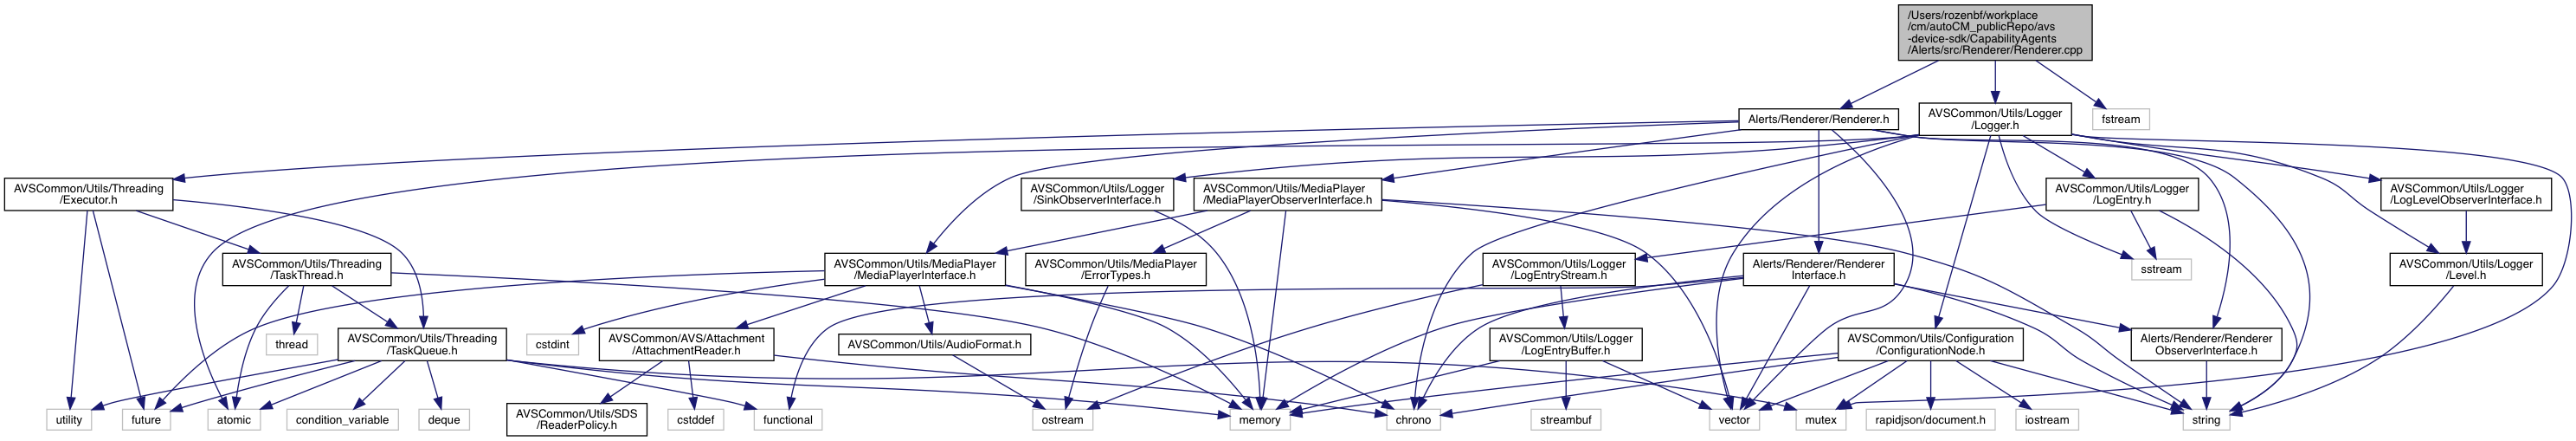 /Users/rozenbf/workplace
/cm/autoCM_publicRepo/avs
-device-sdk/CapabilityAgents
/Alerts/src/Renderer/Renderer.cpp
Alerts/Renderer/Renderer.h
AVSCommon/Utils/Logger
/Logger.h
fstream
AVSCommon/Utils/Threading
/Executor.h
AVSCommon/Utils/Logger
/SinkObserverInterface.h
AVSCommon/Utils/MediaPlayer
/MediaPlayerObserverInterface.h
AVSCommon/Utils/Logger
/LogEntry.h
AVSCommon/Utils/Logger
/LogLevelObserverInterface.h
AVSCommon/Utils/Threading
/TaskThread.h
AVSCommon/Utils/MediaPlayer
/MediaPlayerInterface.h
AVSCommon/Utils/MediaPlayer
/ErrorTypes.h
AVSCommon/Utils/Logger
/LogEntryStream.h
Alerts/Renderer/Renderer
Interface.h
sstream
AVSCommon/Utils/Logger
/Level.h
thread
AVSCommon/Utils/Threading
/TaskQueue.h
cstdint
AVSCommon/AVS/Attachment
/AttachmentReader.h
AVSCommon/Utils/AudioFormat.h
AVSCommon/Utils/Logger
/LogEntryBuffer.h
AVSCommon/Utils/Configuration
/ConfigurationNode.h
Alerts/Renderer/Renderer
ObserverInterface.h
utility
future
atomic
condition_variable
deque
AVSCommon/Utils/SDS
/ReaderPolicy.h
cstddef
functional
ostream
memory
chrono
streambuf
vector
mutex
rapidjson/document.h
iostream
string